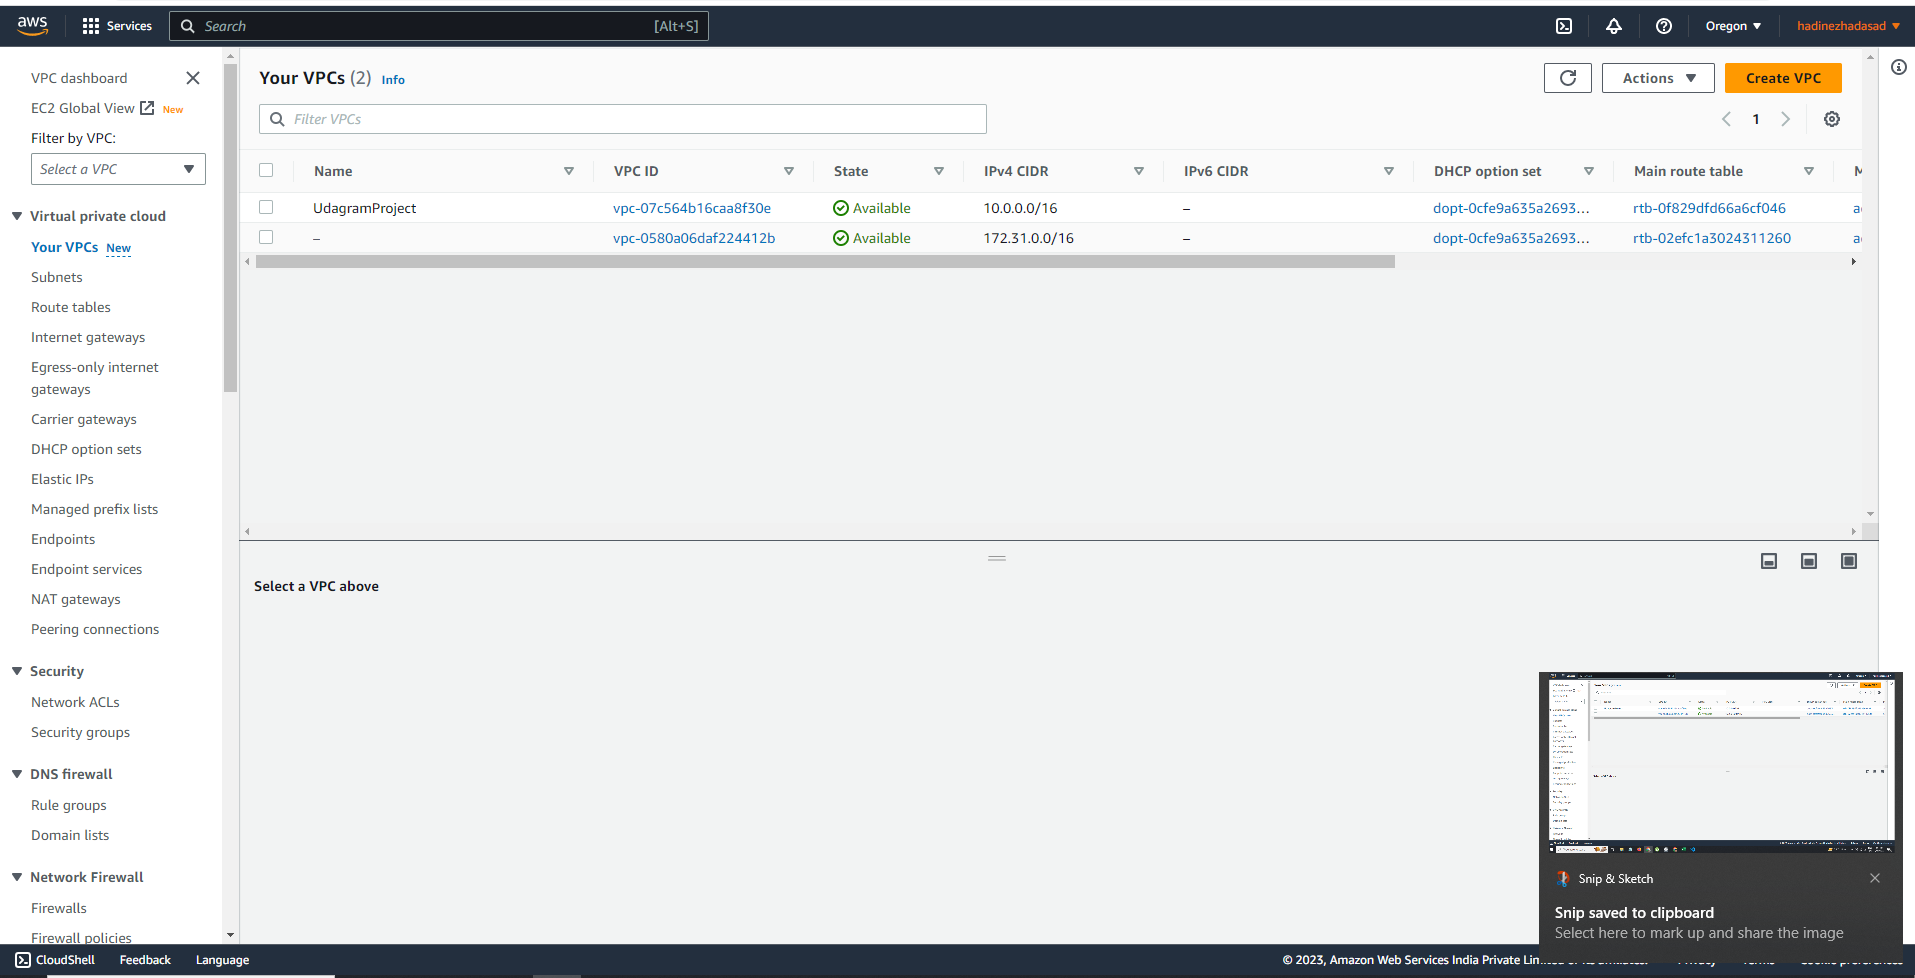 aws
Services
Search
[Alt+S]
Oregon
hadinezhadasad
VPC dashboard
EC2 Global View
New
Filter by VPC:
Select a VPC
Virtual private cloud
Your VPCs New
Subnets
Route tables
Internet gateways
Egress-only internet
gateways
Carrier gateways
DHCP option sets
Elastic IPs
Managed prefix lists
Endpoints
Endpoint services
NAT gateways
Peering connections
Security
Network ACLs
Security groups
DNS firewall
Rule groups
Domain lists
Network Firewall
Firewalls
Firewall policies
Your VPCs (2) Info
Actions
Create VPC
Filter VPCs
1
Name VPC ID State IPv4 CIDR IPv6 CIDR DHCP option set Main route table
UdagramProject vpc-07c564b16caa8f30e Available 10.0.0.0/16 – dopt-0cfe9a635a2693... rtb-0f829dfd66a6cf046
– vpc-0580a06daf224412b Available 172.31.0.0/16 – dopt-0cfe9a635a2693... rtb-02efc1a3024311260
Select a VPC above
Snip & Sketch
Snip saved to clipboard
Select here to mark up and share the image
CloudShell
Feedback
Language
© 2023, Amazon Web Services India Private